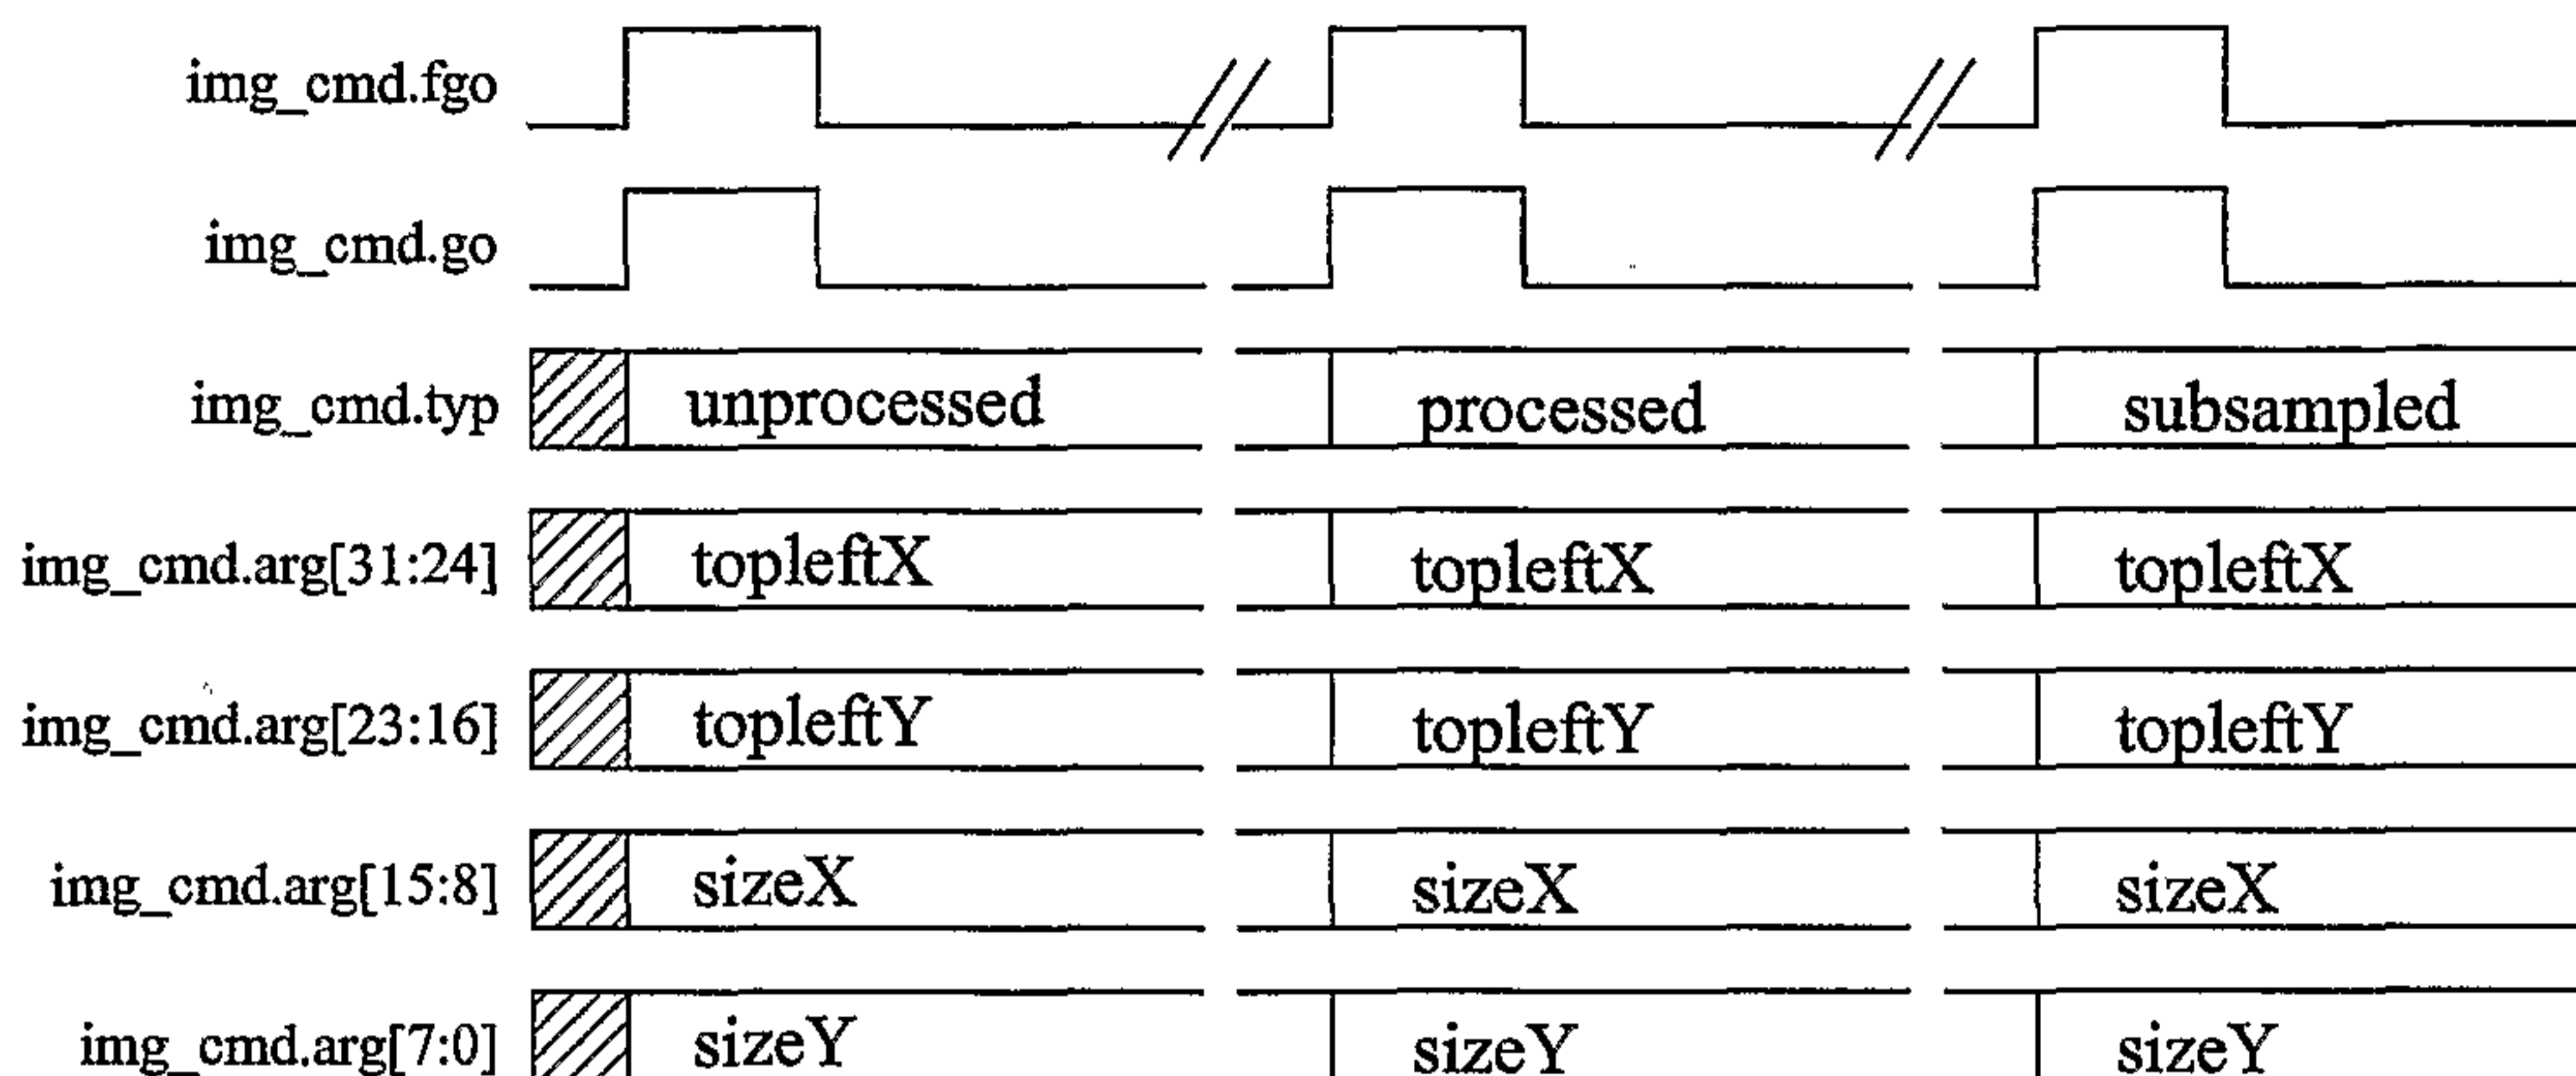 img_cmd.fgo
img_cmd.go
img_cmd.typ unprocessed processed subsampled
img_cmd.arg[31:24] topleftX topleftX topleftX
img_cmd.arg[23:16] topleftY topleftY topleftY
img_cmd.arg[15:8] sizeX sizeX sizeX
img_cmd.arg[7:0] sizeY sizeY sizeY